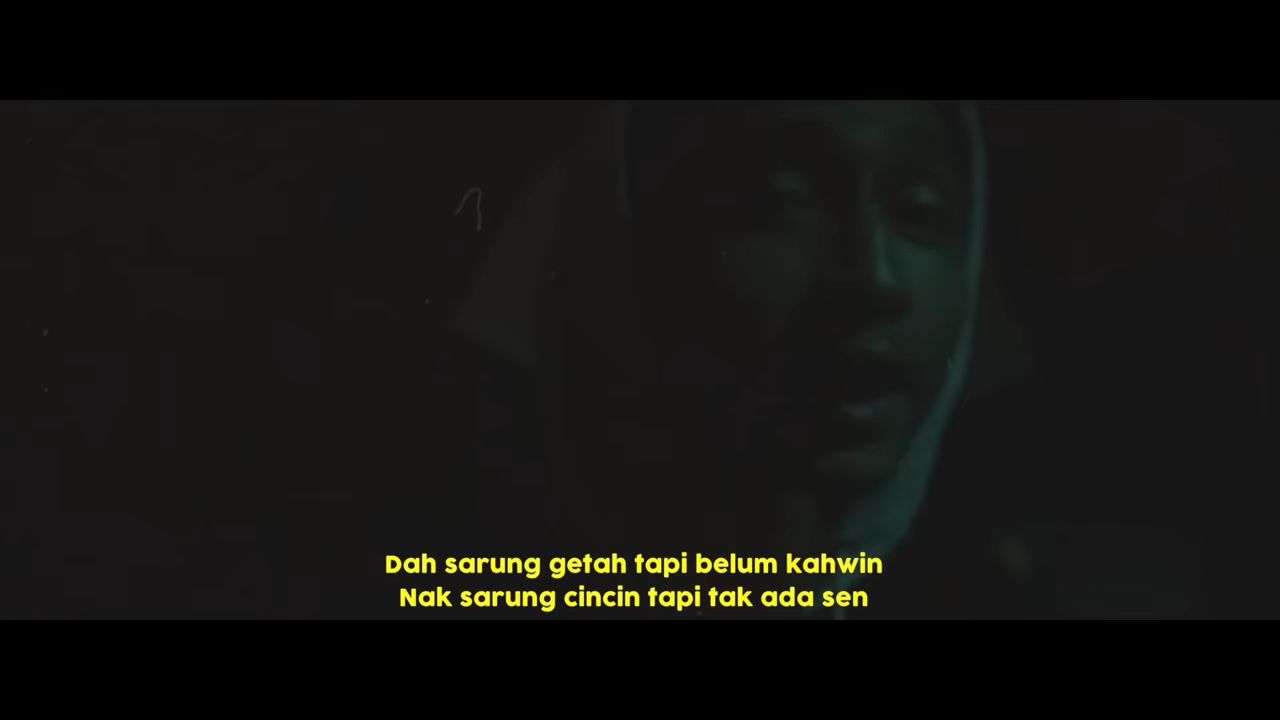 Dah sarung getah tapi belum kahwin
Nak sarung cincin tapi tak ada sen